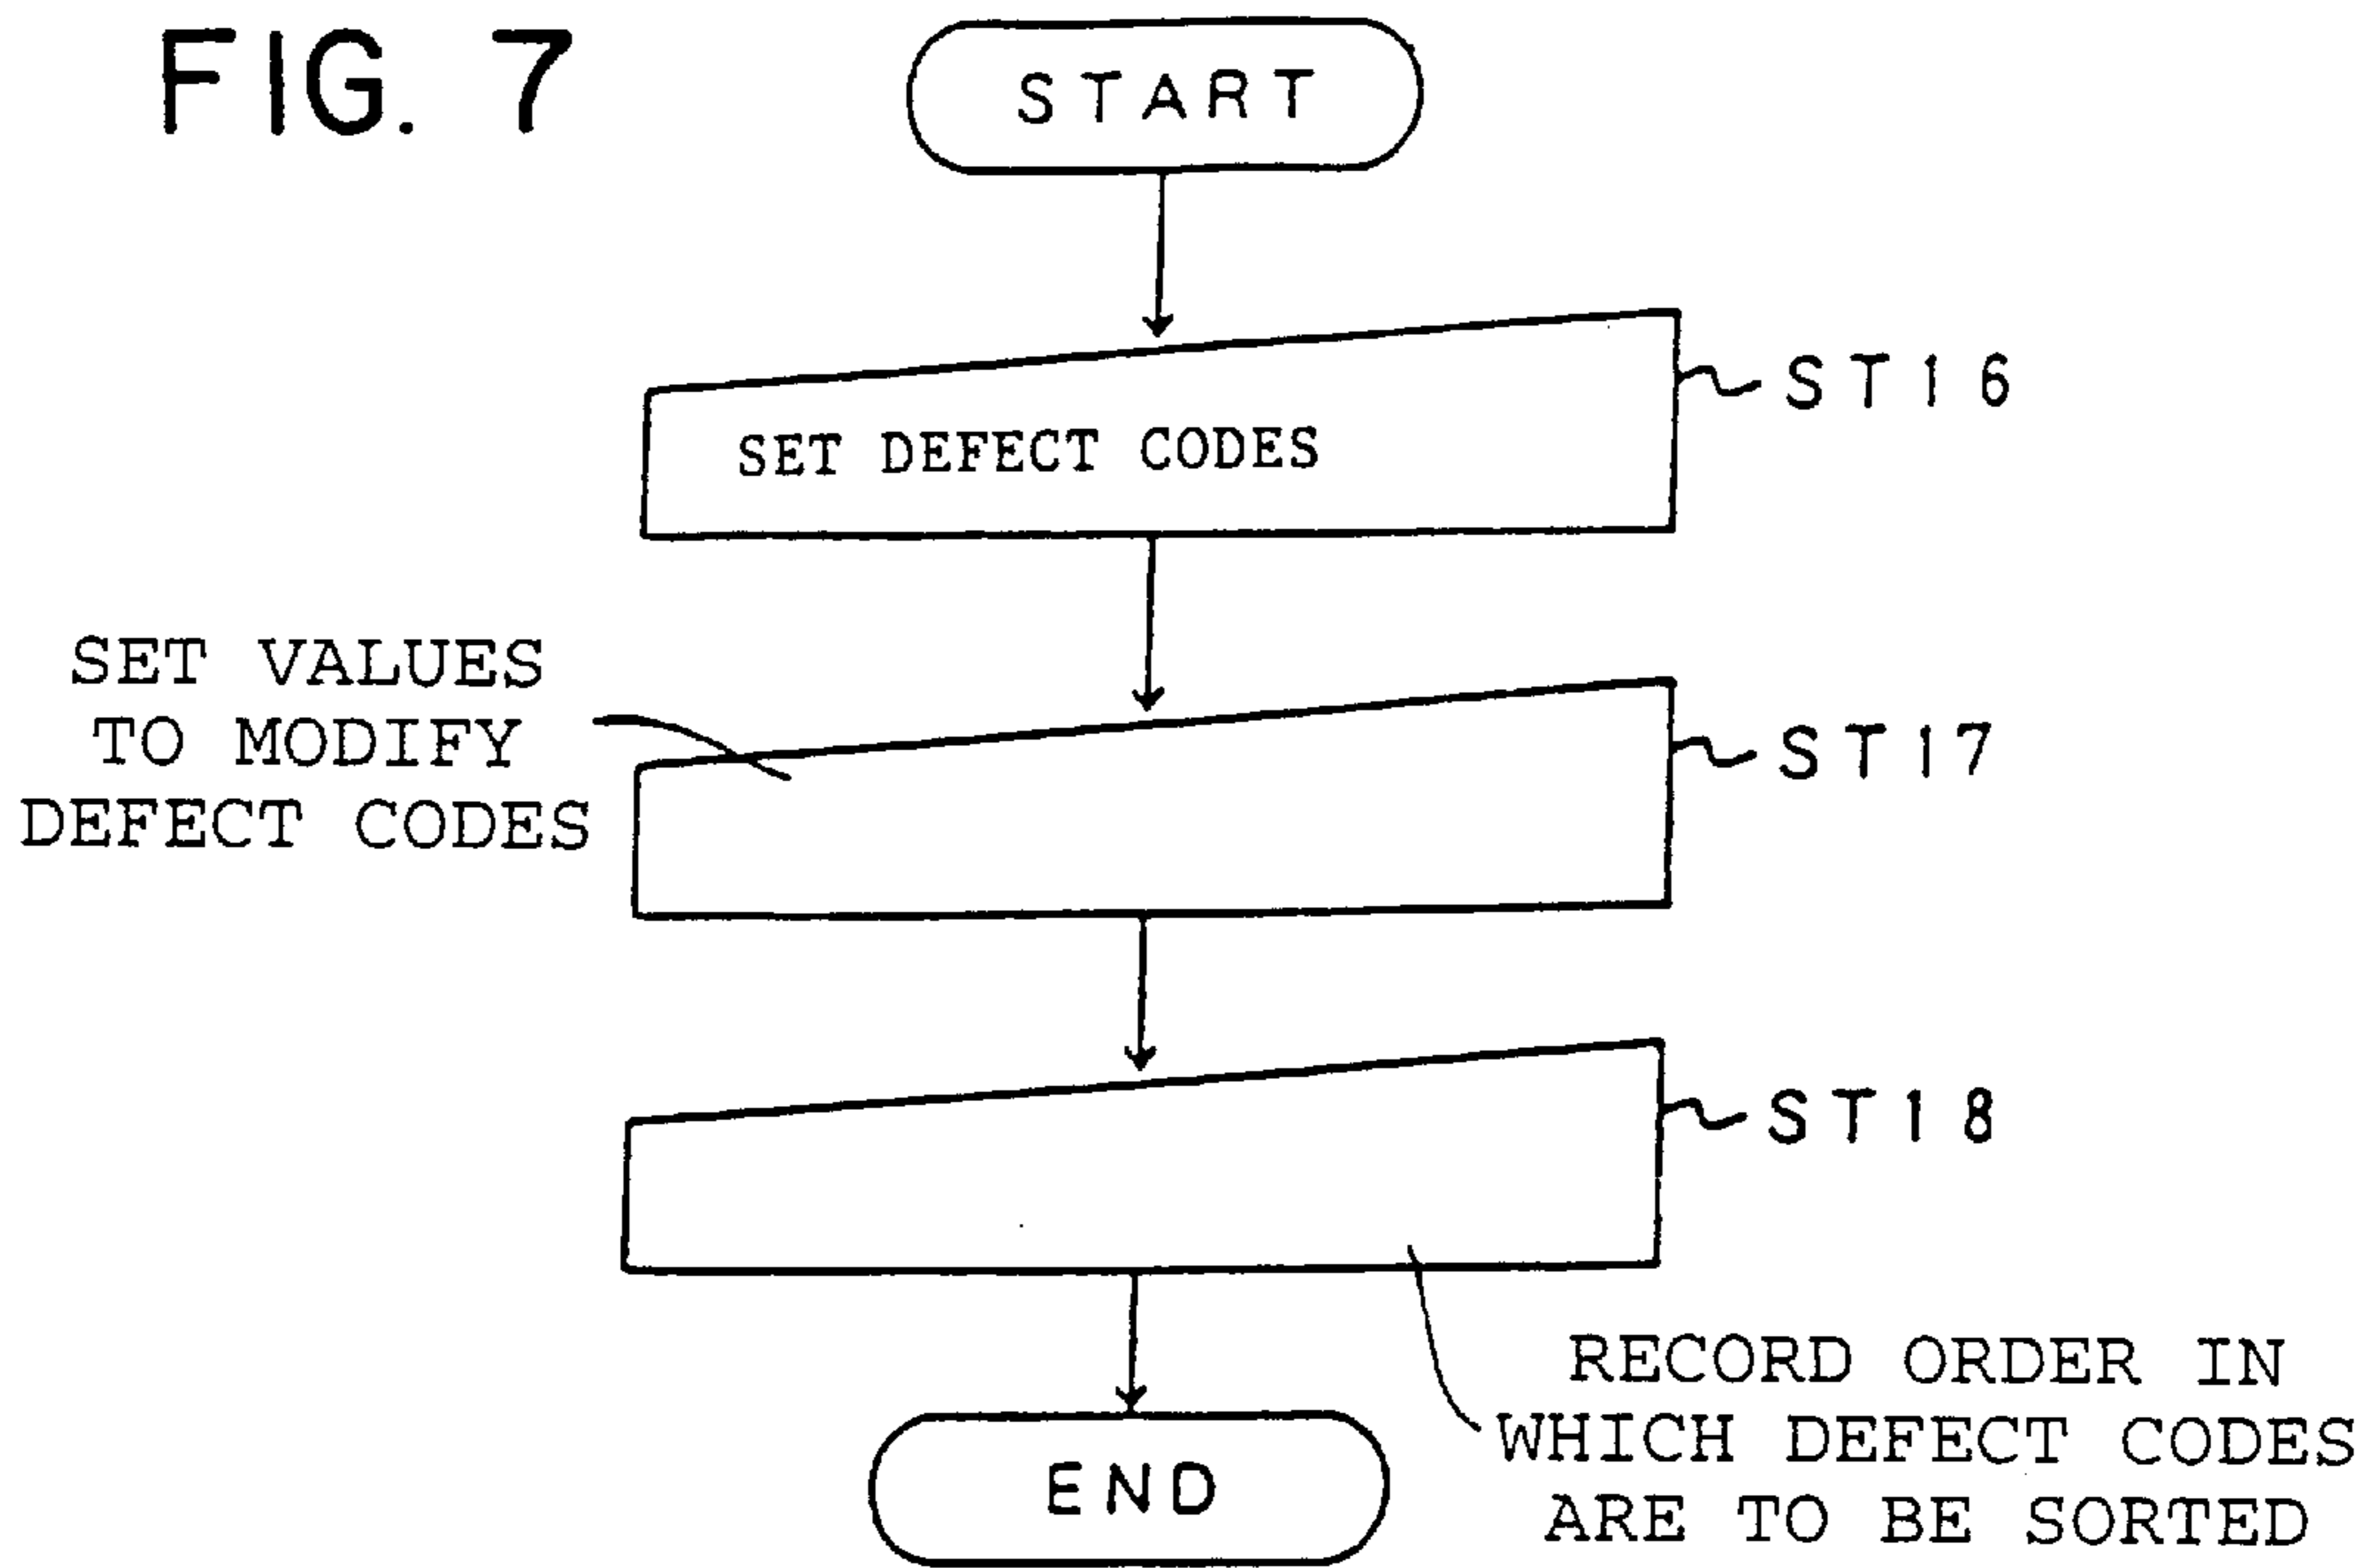 FIG. 7
START
SET DEFECT CODES
ST16
SET VALUES
TO MODIFY
DEFECT CODES
ST17
ST18
RECORD ORDER IN
WHICH DEFECT CODES
ARE TO BE SORTED
END